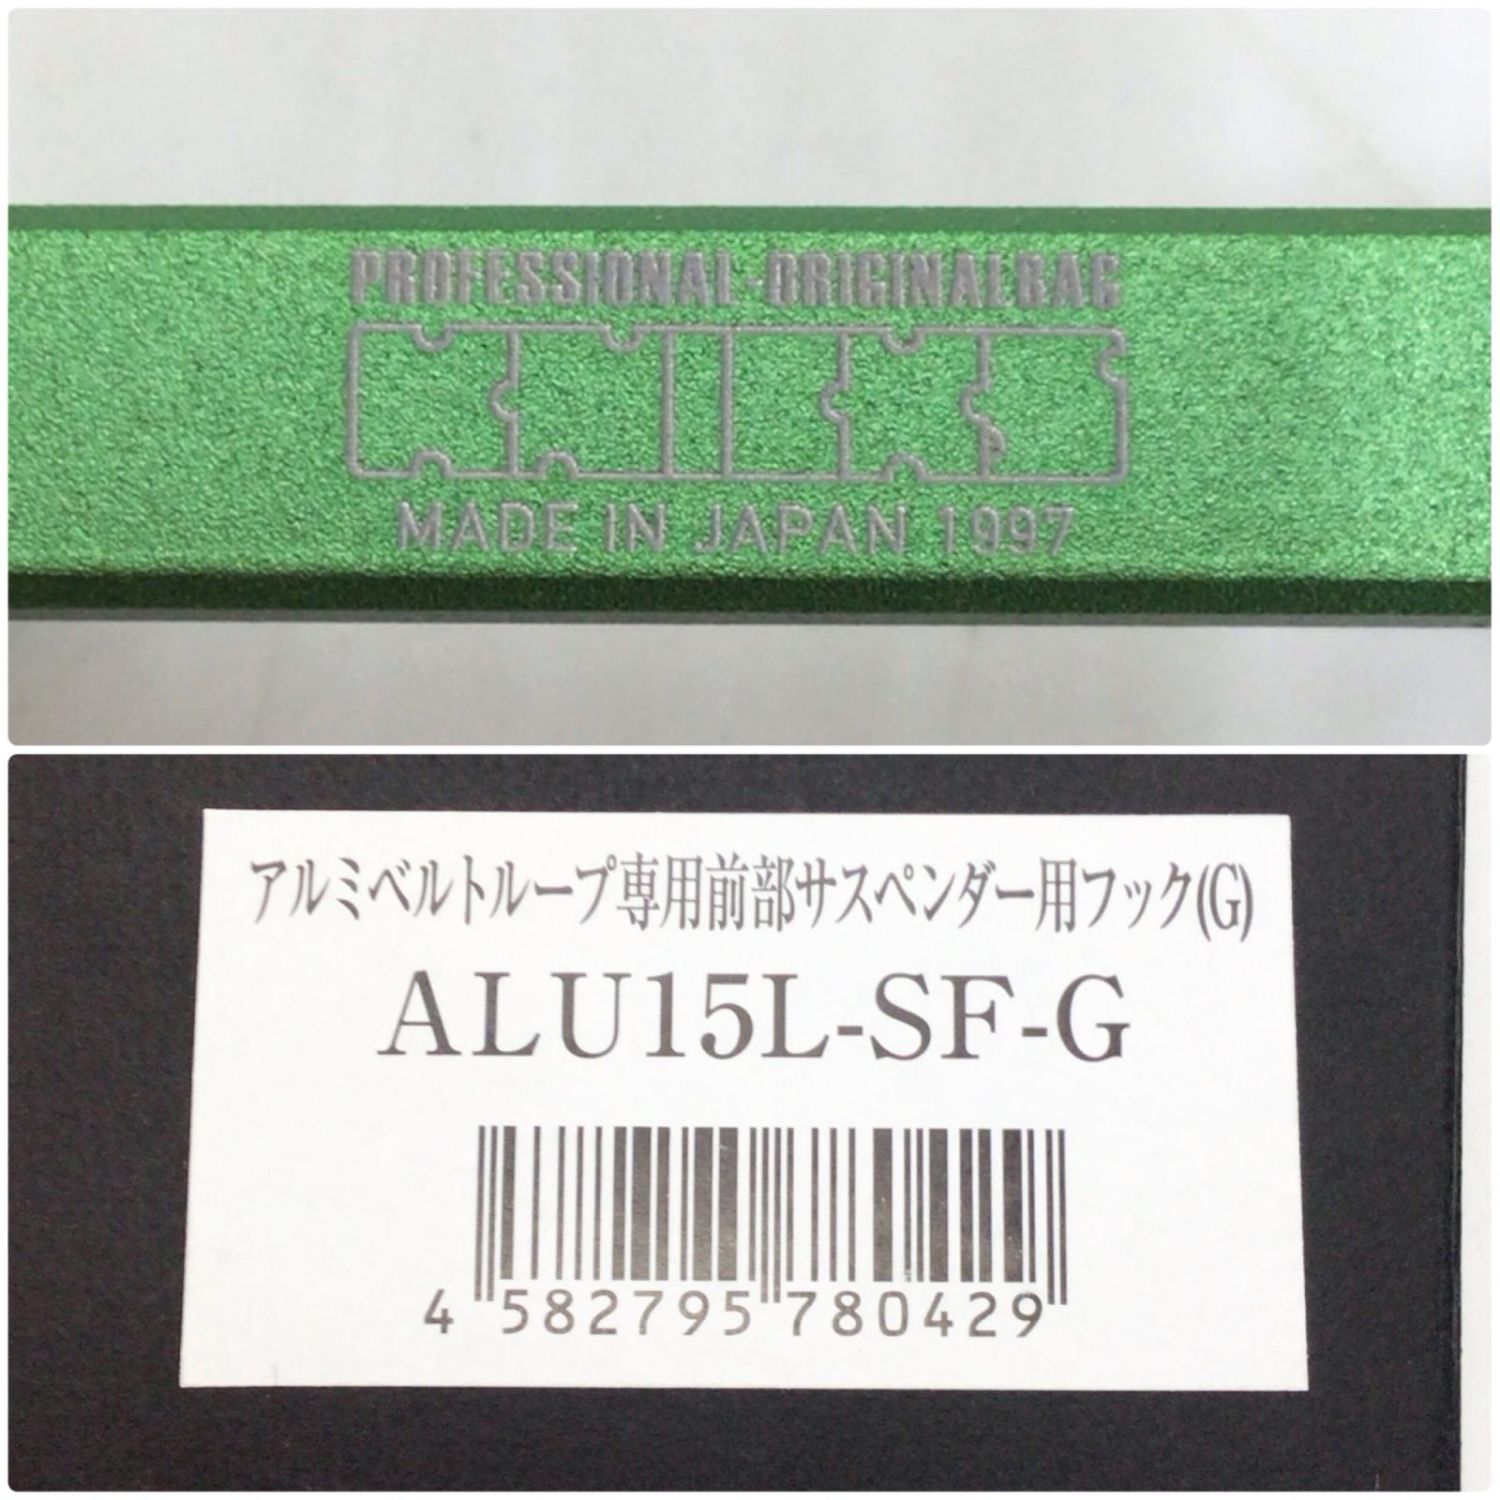 PROFESSIONAL-ORIGINALBAG
MADE IN JAPAN 1997
アルミベルトループ専用前部サスペンダー用フック(G)
ALU15L-SF-G
4 582795 780429